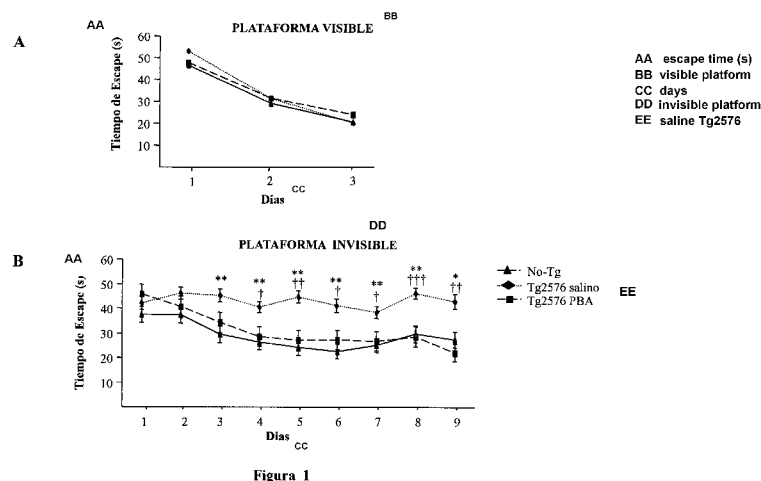 AA
BB
PLATAFORMA VISIBLE
A
60
50
40
30
20
10
Tiempo de Escape (s)
1 2 3
Dias CC
AA escape time (s)
BB visible platform
CC days
DD invisible platform
EE saline Tg2576
DD
PLATAFORMA INVISIBLE
AA
B
60
50
40
30
20
10
Tiempo de Escape (s)
** ** ** ** ** ** *
† †† † † ††† ††
1 2 3 4 5 6 7 8 9
Dias CC
No-Tg
Tg2576 salino
Tg2576 PBA
EE
Figura 1